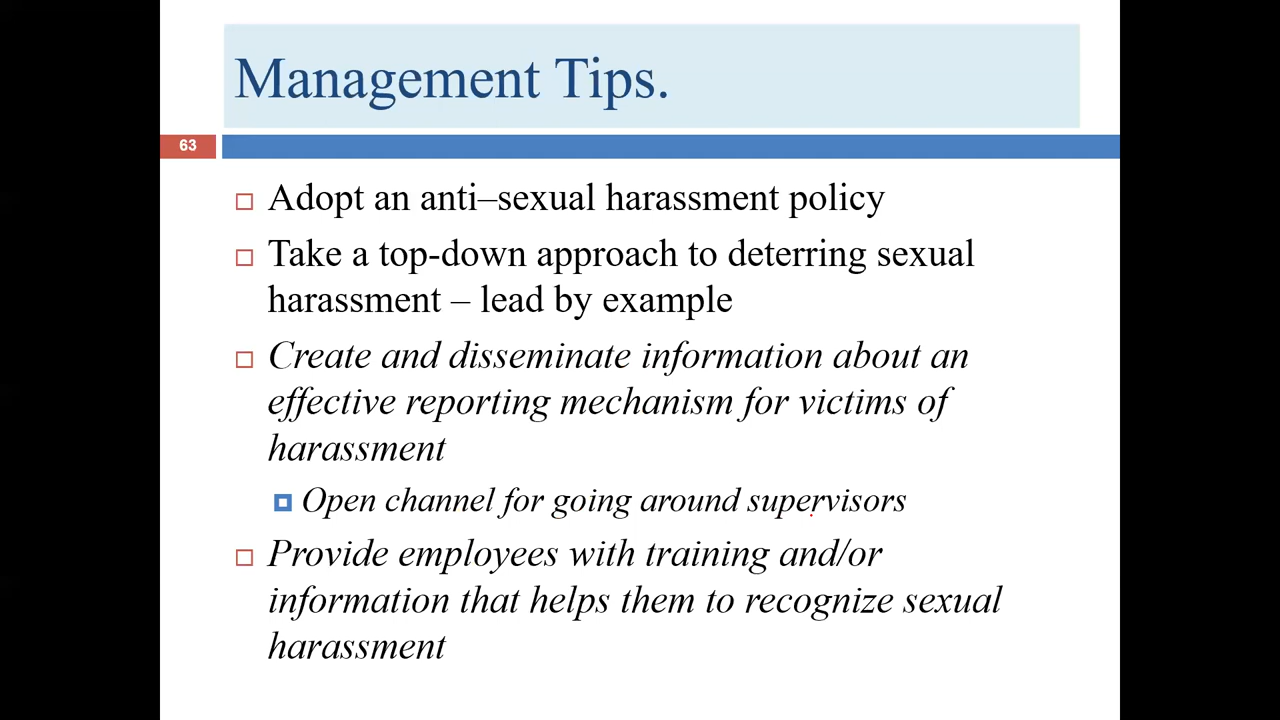 Management Tips.
63
Adopt an anti–sexual harassment policy
Take a top-down approach to deterring sexual
harassment – lead by example
Create and disseminate information about an
effective reporting mechanism for victims of
harassment
Open channel for going around supervisors
Provide employees with training and/or
information that helps them to recognize sexual
harassment